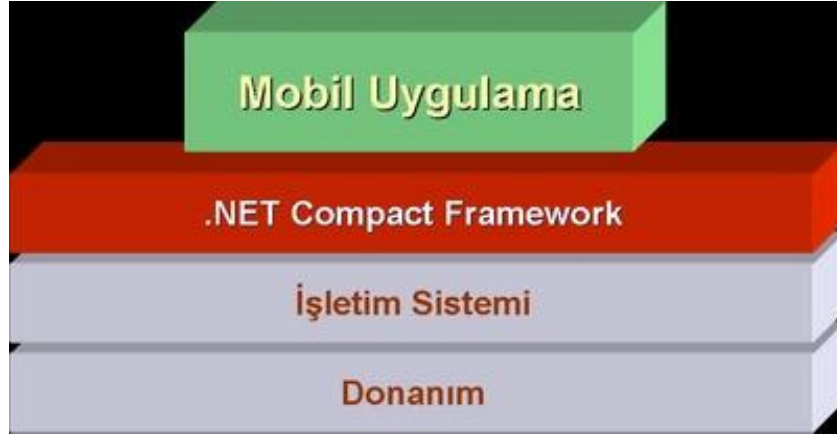 Mobil Uygulama
.NET Compact Framework
İşletim Sistemi
Donanım